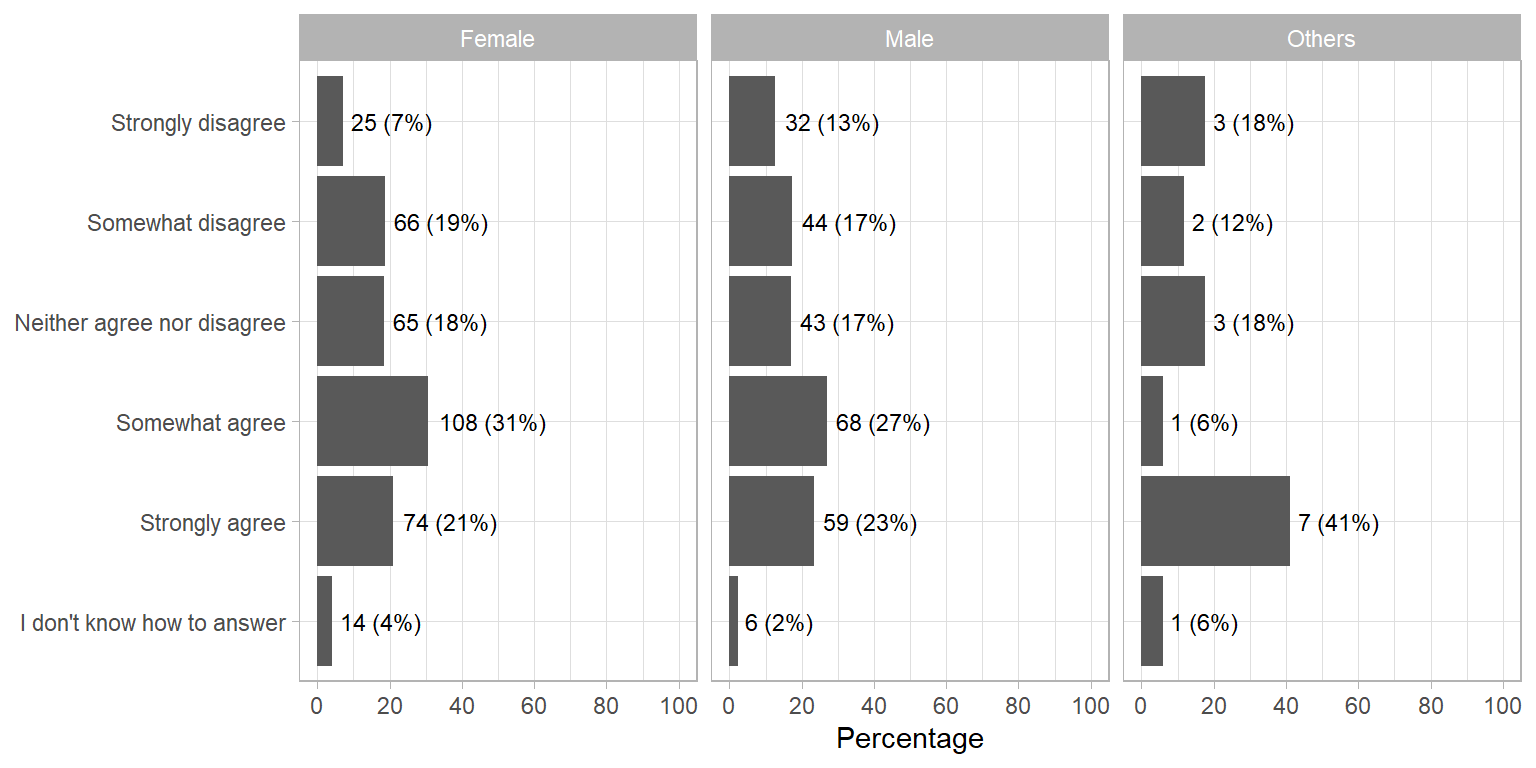 Female Male Others
Strongly disagree 25 (7%) 32 (13%) 3 (18%)
Somewhat disagree 66 (19%) 44 (17%) 2 (12%)
Neither agree nor disagree 65 (18%) 43 (17%) 3 (18%)
Somewhat agree 108 (31%) 68 (27%) 1 (6%)
Strongly agree 74 (21%) 59 (23%) 7 (41%)
I don't know how to answer 14 (4%) 6 (2%) 1 (6%)
0 20 40 60 80 100 0 20 40 60 80 100 0 20 40 60 80 100
Percentage